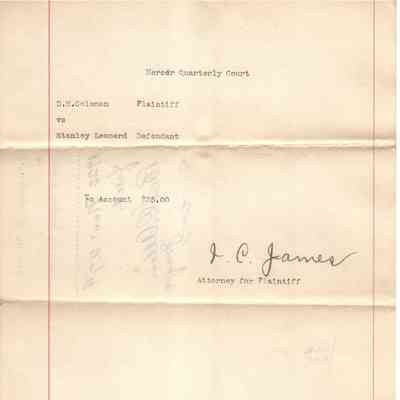 Mercer Quarterly Court
D.M.Coleman Plaintiff
vs
Stanley Leonard Defendant
To Account $25.00
I. C. James
Attorney for Plaintiff